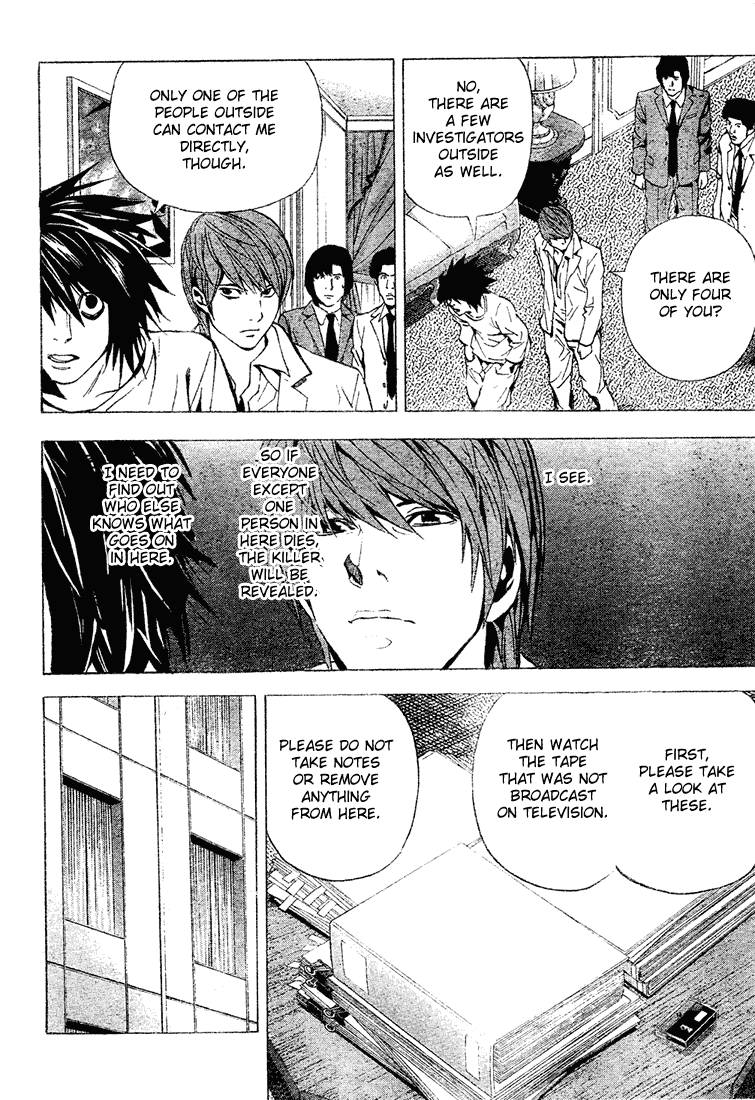 THERE ARE
ONLY FOUR
OF YOU?
NO,
THERE ARE
A FEW
INVESTIGATORS
OUTSIDE
AS WELL.
ONLY ONE OF THE
PEOPLE OUTSIDE
CAN CONTACT ME
DIRECTLY,
THOUGH.
I SEE.
SO IF
EVERYONE
EXCEPT
ONE
PERSON IN
HERE DIES,
THE KILLER
WILL BE
REVEALED.
I NEED TO
FIND OUT
WHO ELSE
KNOWS WHAT
GOES ON
IN HERE.
FIRST,
PLEASE TAKE
A LOOK AT
THESE.
THEN WATCH
THE TAPE
THAT WAS NOT
BROADCAST
ON TELEVISION.
PLEASE DO NOT
TAKE NOTES
OR REMOVE
ANYTHING
FROM HERE.